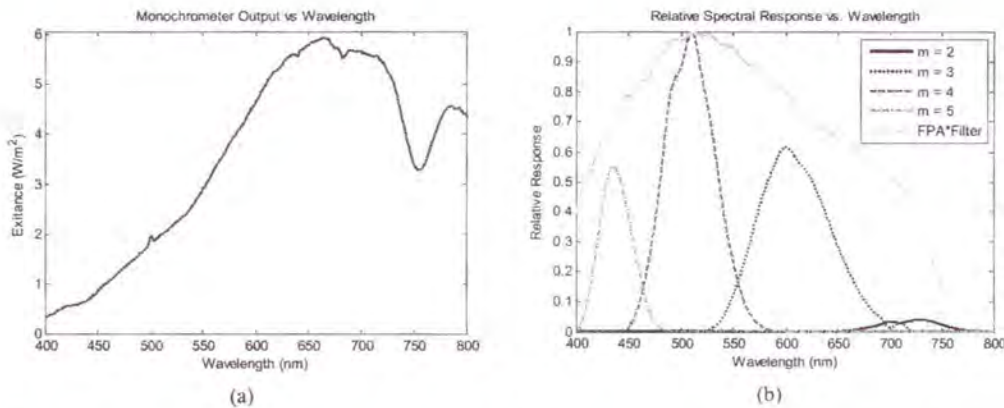 Monochrometer Output vs Wavelength
6
5
4
3
2
1
0
Exitance (W/m²)
400 450 500 550 600 650 700 750 800
Wavelength (nm)
(a)
Relative Spectral Response vs. Wavelength
1
0.9
0.8
0.7
0.6
0.5
0.4
0.3
0.2
0.1
0
Relative Response
m = 2
m = 3
m = 4
m = 5
FPA*Filter
400 450 500 550 600 650 700 750 800
Wavelength (nm)
(b)